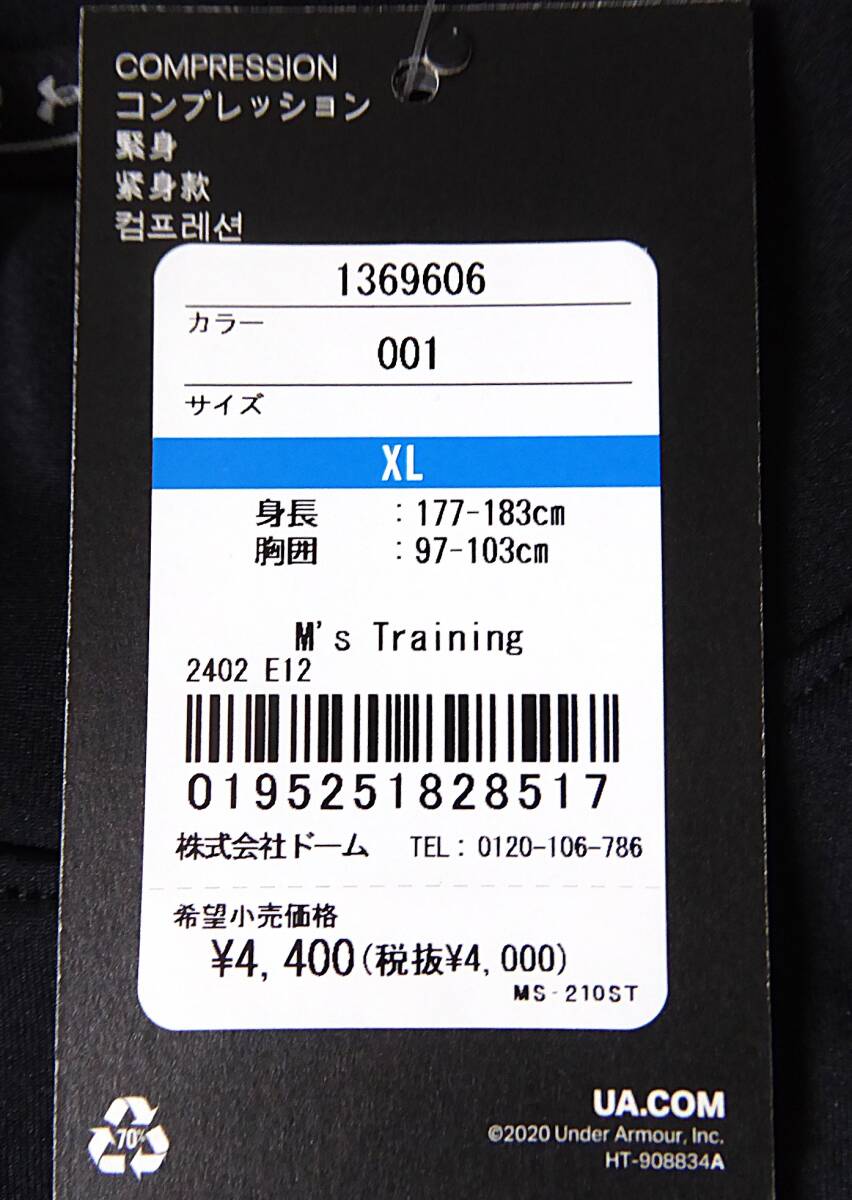 COMPRESSION
コンプレッション
緊身
紧身款
컴프레션
1369606
カラー
001
サイズ
XL
身長 : 177-183cm
胸囲 : 97-103cm
M's Training
2402 E12
0195251828517
株式会社ドーム TEL: 0120-106-786
希望小売価格
¥4,400(税抜¥4,000)
MS-210ST
70%
UA.COM
©2020 Under Armour, Inc.
HT-908834A